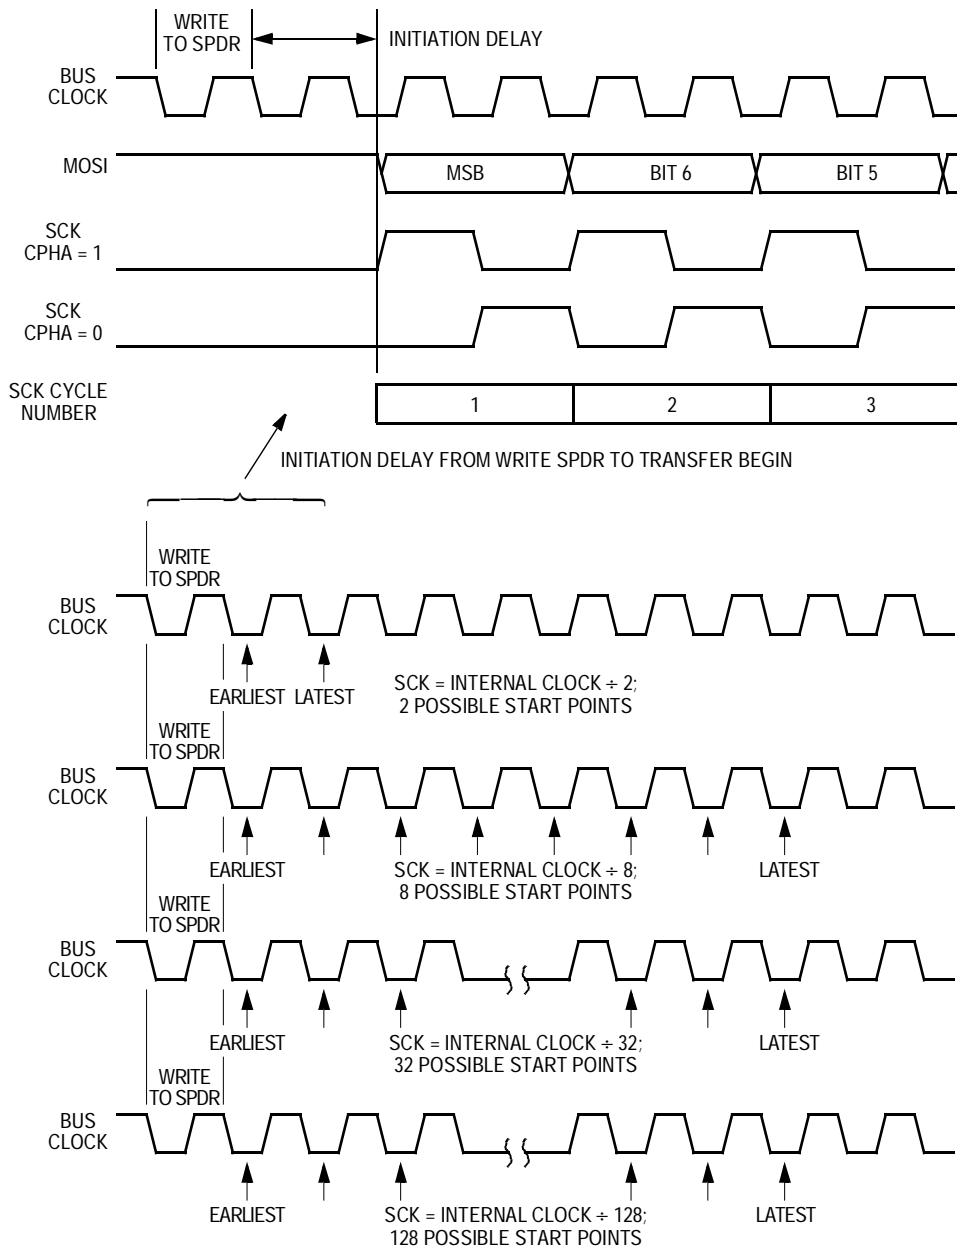 WRITE
TO SPDR
INITIATION DELAY
BUS
CLOCK
MOSI
MSB
BIT 6
BIT 5
SCK
CPHA = 1
SCK
CPHA = 0
SCK CYCLE
NUMBER
1
2
3
INITIATION DELAY FROM WRITE SPDR TO TRANSFER BEGIN
WRITE
TO SPDR
BUS
CLOCK
EARLIEST
LATEST
SCK = INTERNAL CLOCK ÷ 2;
2 POSSIBLE START POINTS
WRITE
TO SPDR
BUS
CLOCK
EARLIEST
SCK = INTERNAL CLOCK ÷ 8;
8 POSSIBLE START POINTS
LATEST
WRITE
TO SPDR
BUS
CLOCK
EARLIEST
SCK = INTERNAL CLOCK ÷ 32;
32 POSSIBLE START POINTS
LATEST
WRITE
TO SPDR
BUS
CLOCK
EARLIEST
SCK = INTERNAL CLOCK ÷ 128;
128 POSSIBLE START POINTS
LATEST